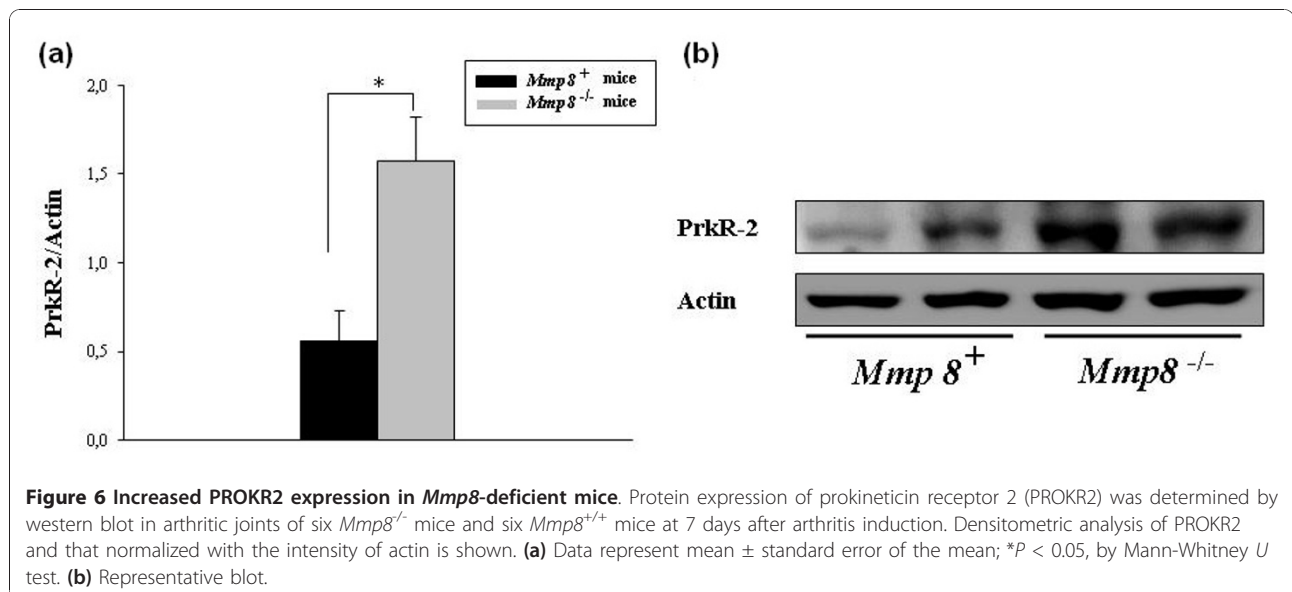 (a)
2,0
1,5
1,0
0,5
0,0
PrkR-2/Actin
*
Mmp8+ mice
Mmp8-/- mice
(b)
PrkR-2
Actin
Mmp 8+
Mmp8-/-
Figure 6 Increased PROKR2 expression in Mmp8-deficient mice. Protein expression of prokineticin receptor 2 (PROKR2) was determined by
western blot in arthritic joints of six Mmp8-/- mice and six Mmp8+/+ mice at 7 days after arthritis induction. Densitometric analysis of PROKR2
and that normalized with the intensity of actin is shown. (a) Data represent mean ± standard error of the mean; *P < 0.05, by Mann-Whitney U
test. (b) Representative blot.